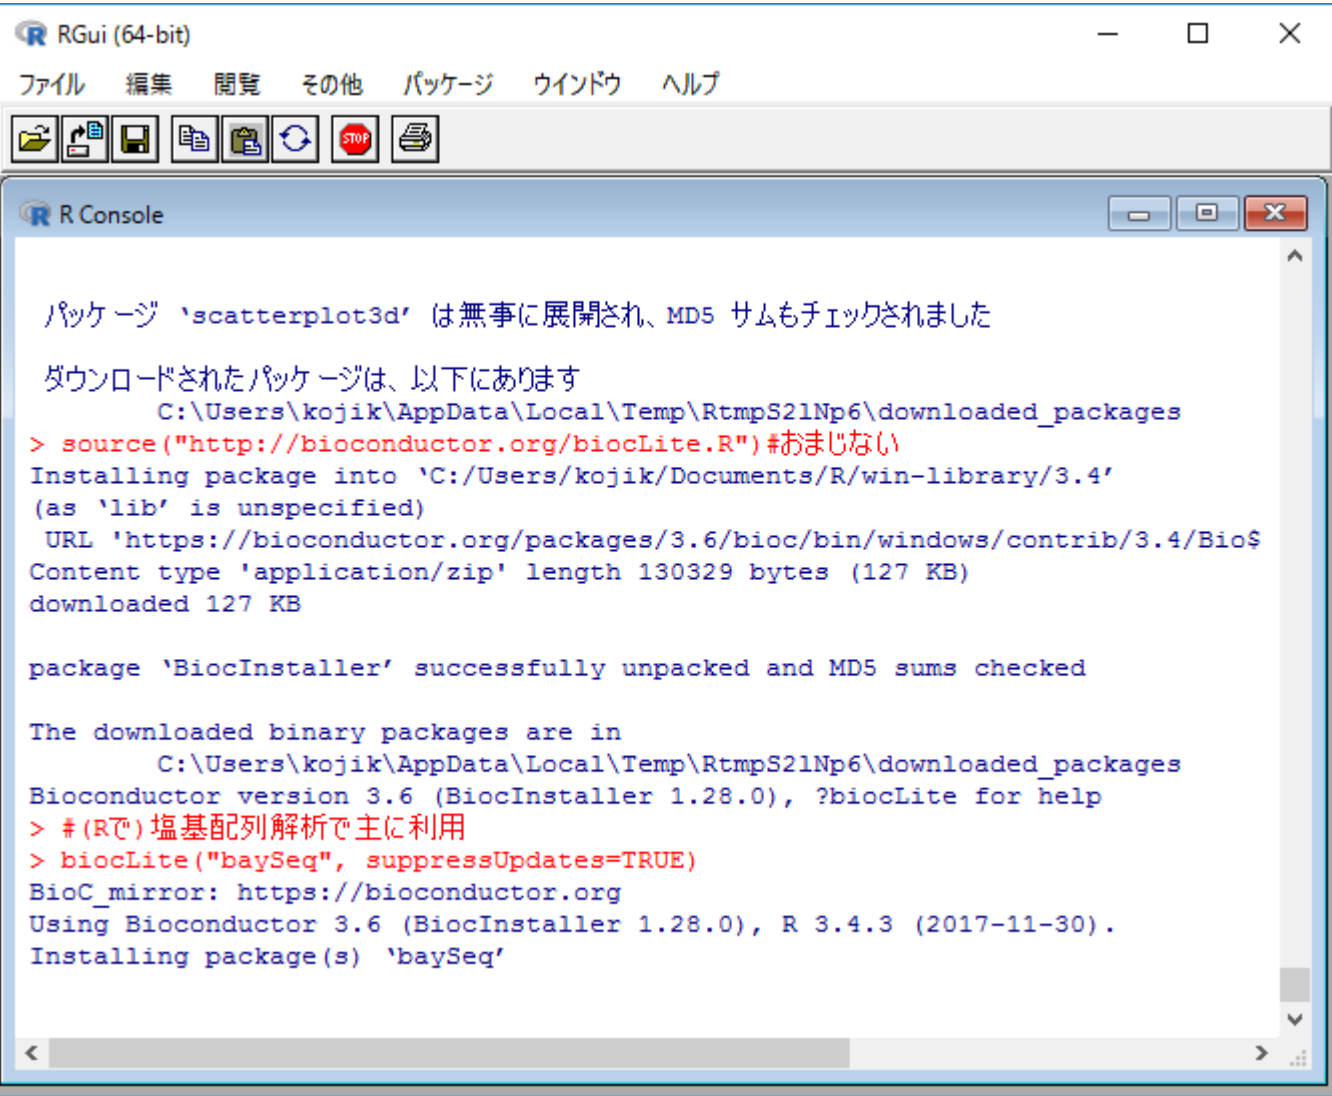 RGui (64-bit)
ファイル 編集 閲覧 その他 パッケージ ウインドウ ヘルプ
STOP
R Console
パッケージ ‘scatterplot3d’ は無事に展開され、MD5 サムもチェックされました
ダウンロードされたパッケージは、以下にあります
C:\Users\kojik\AppData\Local\Temp\RtmpS2lNp6\downloaded_packages
> source("http://bioconductor.org/biocLite.R")#おまじない
Installing package into ‘C:/Users/kojik/Documents/R/win-library/3.4’
(as ‘lib’ is unspecified)
URL 'https://bioconductor.org/packages/3.6/bioc/bin/windows/contrib/3.4/Bio$
Content type 'application/zip' length 130329 bytes (127 KB)
downloaded 127 KB
package ‘BiocInstaller’ successfully unpacked and MD5 sums checked
The downloaded binary packages are in
C:\Users\kojik\AppData\Local\Temp\RtmpS2lNp6\downloaded_packages
Bioconductor version 3.6 (BiocInstaller 1.28.0), ?biocLite for help
> #(Rで)塩基配列解析で主に利用
> biocLite("baySeq", suppressUpdates=TRUE)
BioC_mirror: https://bioconductor.org
Using Bioconductor 3.6 (BiocInstaller 1.28.0), R 3.4.3 (2017-11-30).
Installing package(s) ‘baySeq’